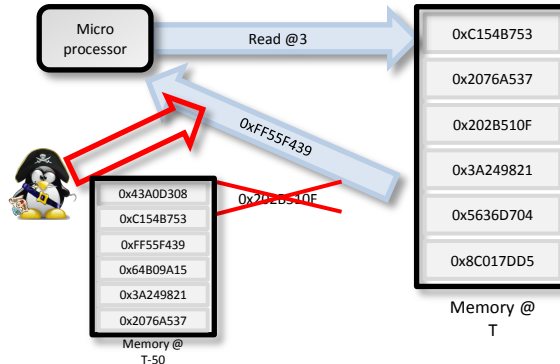 Micro
processor
Read @3
0xC154B753
0x2076A537
0x202B510F
0x3A249821
0x5636D704
0x8C017DD5
Memory @
T
0xFF55F439
0x202B510F
0x43A0D308
0xC154B753
0xFF55F439
0x64B09A15
0x3A249821
0x2076A537
Memory @
T-50